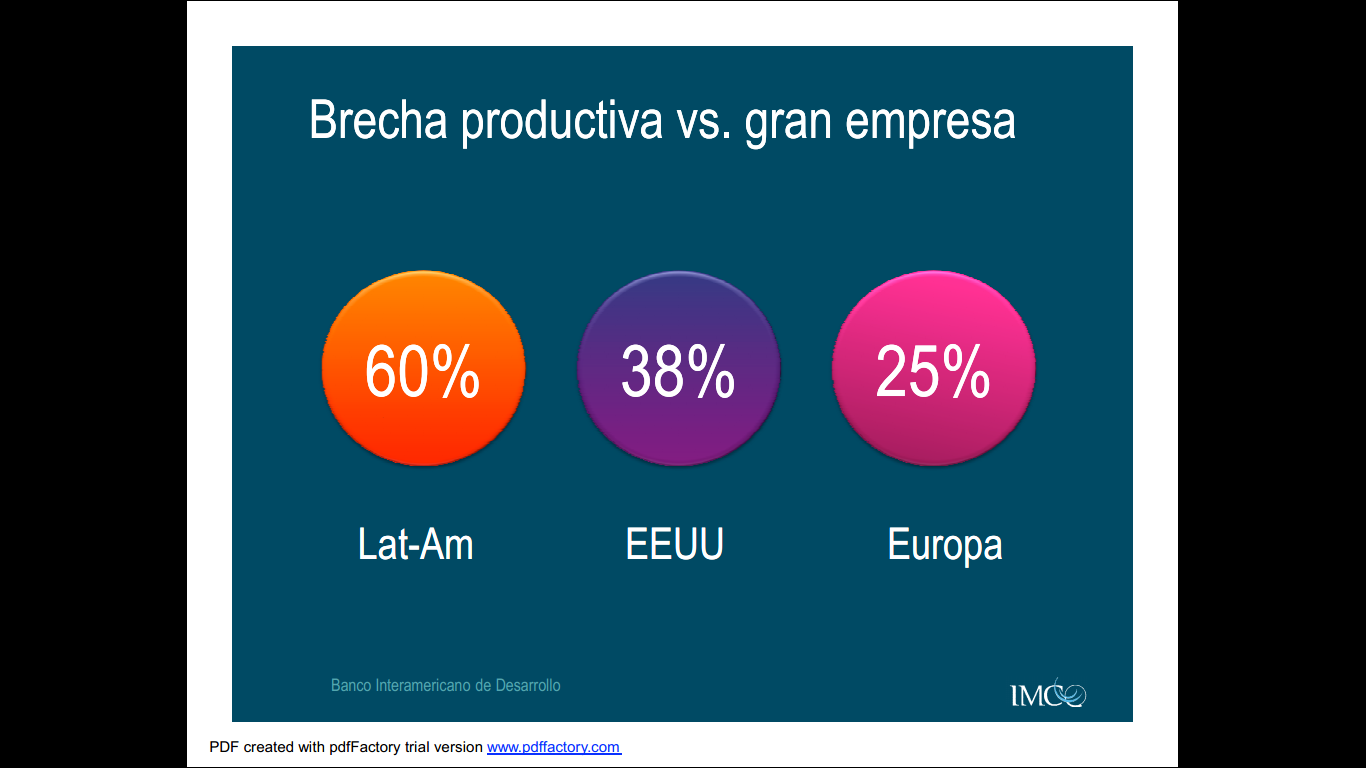 Brecha productiva vs. gran empresa
60% 38% 25%
Lat-Am EEUU Europa
Banco Interamericano de Desarrollo
IMCO
PDF created with pdfFactory trial version www.pdffactory.com